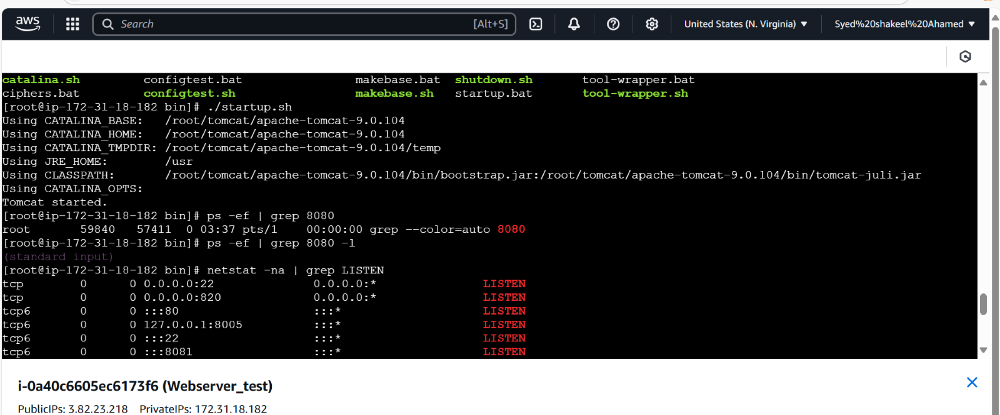 aws Search [Alt+S] United States (N. Virginia) ▼ Syed%20shakeel%20Ahamed ▼
catalina.sh configtest.bat makebase.bat shutdown.sh tool-wrapper.bat
ciphers.bat configtest.sh makebase.sh startup.bat tool-wrapper.sh
[root@ip-172-31-18-182 bin]# ./startup.sh
Using CATALINA_BASE: /root/tomcat/apache-tomcat-9.0.104
Using CATALINA_HOME: /root/tomcat/apache-tomcat-9.0.104
Using CATALINA_TMPDIR: /root/tomcat/apache-tomcat-9.0.104/temp
Using JRE_HOME: /usr
Using CLASSPATH: /root/tomcat/apache-tomcat-9.0.104/bin/bootstrap.jar:/root/tomcat/apache-tomcat-9.0.104/bin/tomcat-juli.jar
Using CATALINA_OPTS:
Tomcat started.
[root@ip-172-31-18-182 bin]# ps -ef | grep 8080
root 59840 57411 0 03:37 pts/1 00:00:00 grep --color=auto 8080
[root@ip-172-31-18-182 bin]# ps -ef | grep 8080 -l
(standard input)
[root@ip-172-31-18-182 bin]# netstat -na | grep LISTEN
tcp 0 0 0.0.0.0:22 0.0.0.0:* LISTEN
tcp 0 0 0.0.0.0:820 0.0.0.0:* LISTEN
tcp6 0 0 :::80 :::* LISTEN
tcp6 0 0 127.0.0.1:8005 :::* LISTEN
tcp6 0 0 :::22 :::* LISTEN
tcp6 0 0 :::8081 :::* LISTEN
i-0a40c6605ec6173f6 (Webserver_test)
PublicIPs: 3.82.23.218 PrivateIPs: 172.31.18.182